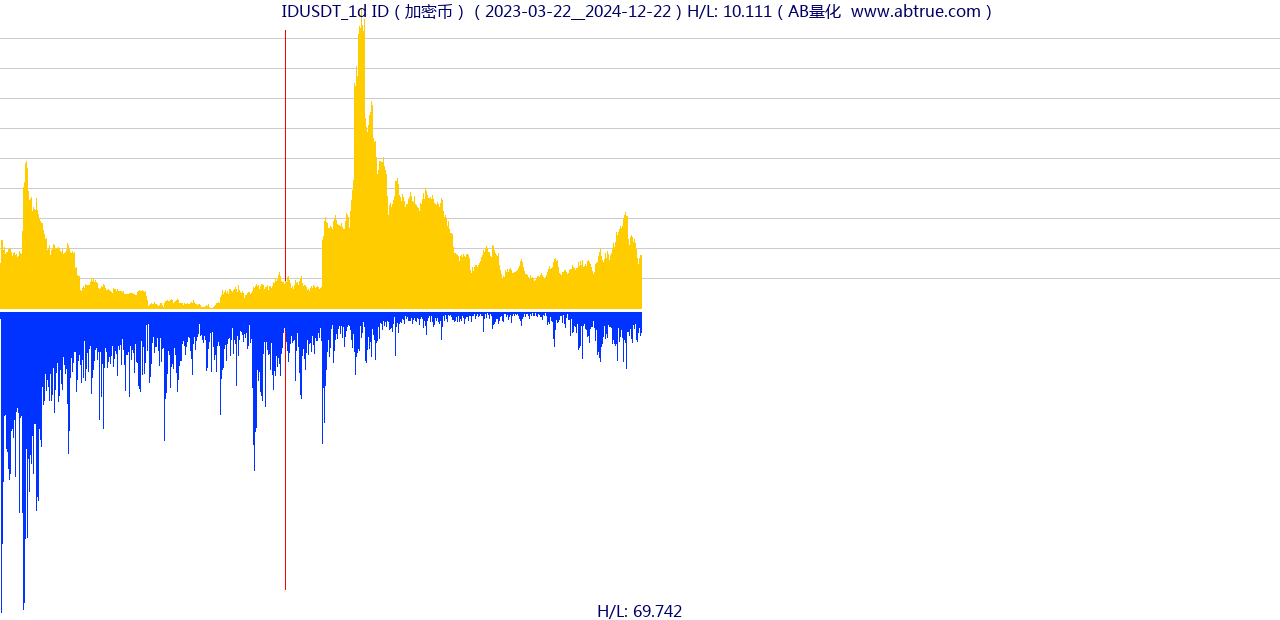 IDUSDT_1d ID（加密币）（2023-03-22__2024-12-22）H/L: 10.111（AB量化  www.abtrue.com）
H/L: 69.742